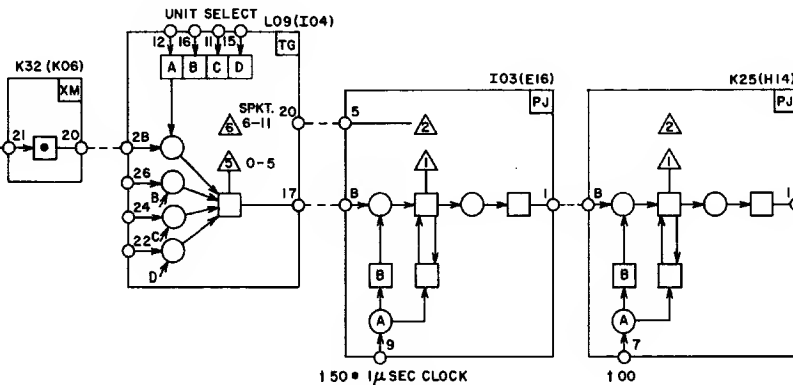 UNIT SELECT
L09(I04)
12 16 11 15
TG
K32 (K06)
A B C D
I03(E16)
K25(H14)
XM
SPKT.
20
5
PJ
PJ
6 6-11
2
2
21
20
28
5 0-5
1
1
26
B
17
B
1
B
1
24
C
22
B
B
D
A
A
9
7
150 * 1μSEC CLOCK
100